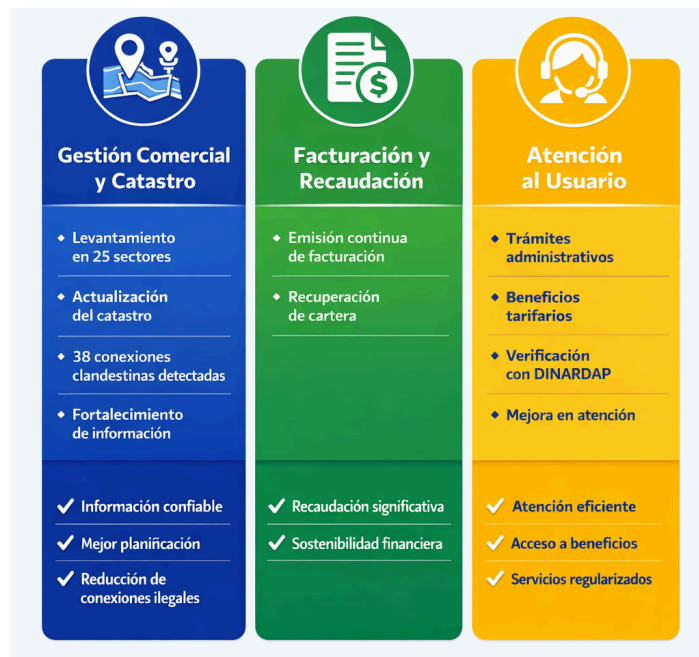 Gestión Comercial
y Catastro
◆ Levantamiento
en 25 sectores
◆ Actualización
del catastro
◆ 38 conexiones
clandestinas detectadas
◆ Fortalecimiento
de información
✓ Información confiable
✓ Mejor planificación
✓ Reducción de
conexiones ilegales
$
Facturación y
Recaudación
◆ Emisión continua
de facturación
◆ Recuperación
de cartera
✓ Recaudación significativa
✓ Sostenibilidad financiera
Atención
al Usuario
◆ Trámites
administrativos
◆ Beneficios
tarifarios
◆ Verificación
con DINARDAP
◆ Mejora en atención
✓ Atención eficiente
✓ Acceso a beneficios
✓ Servicios regularizados